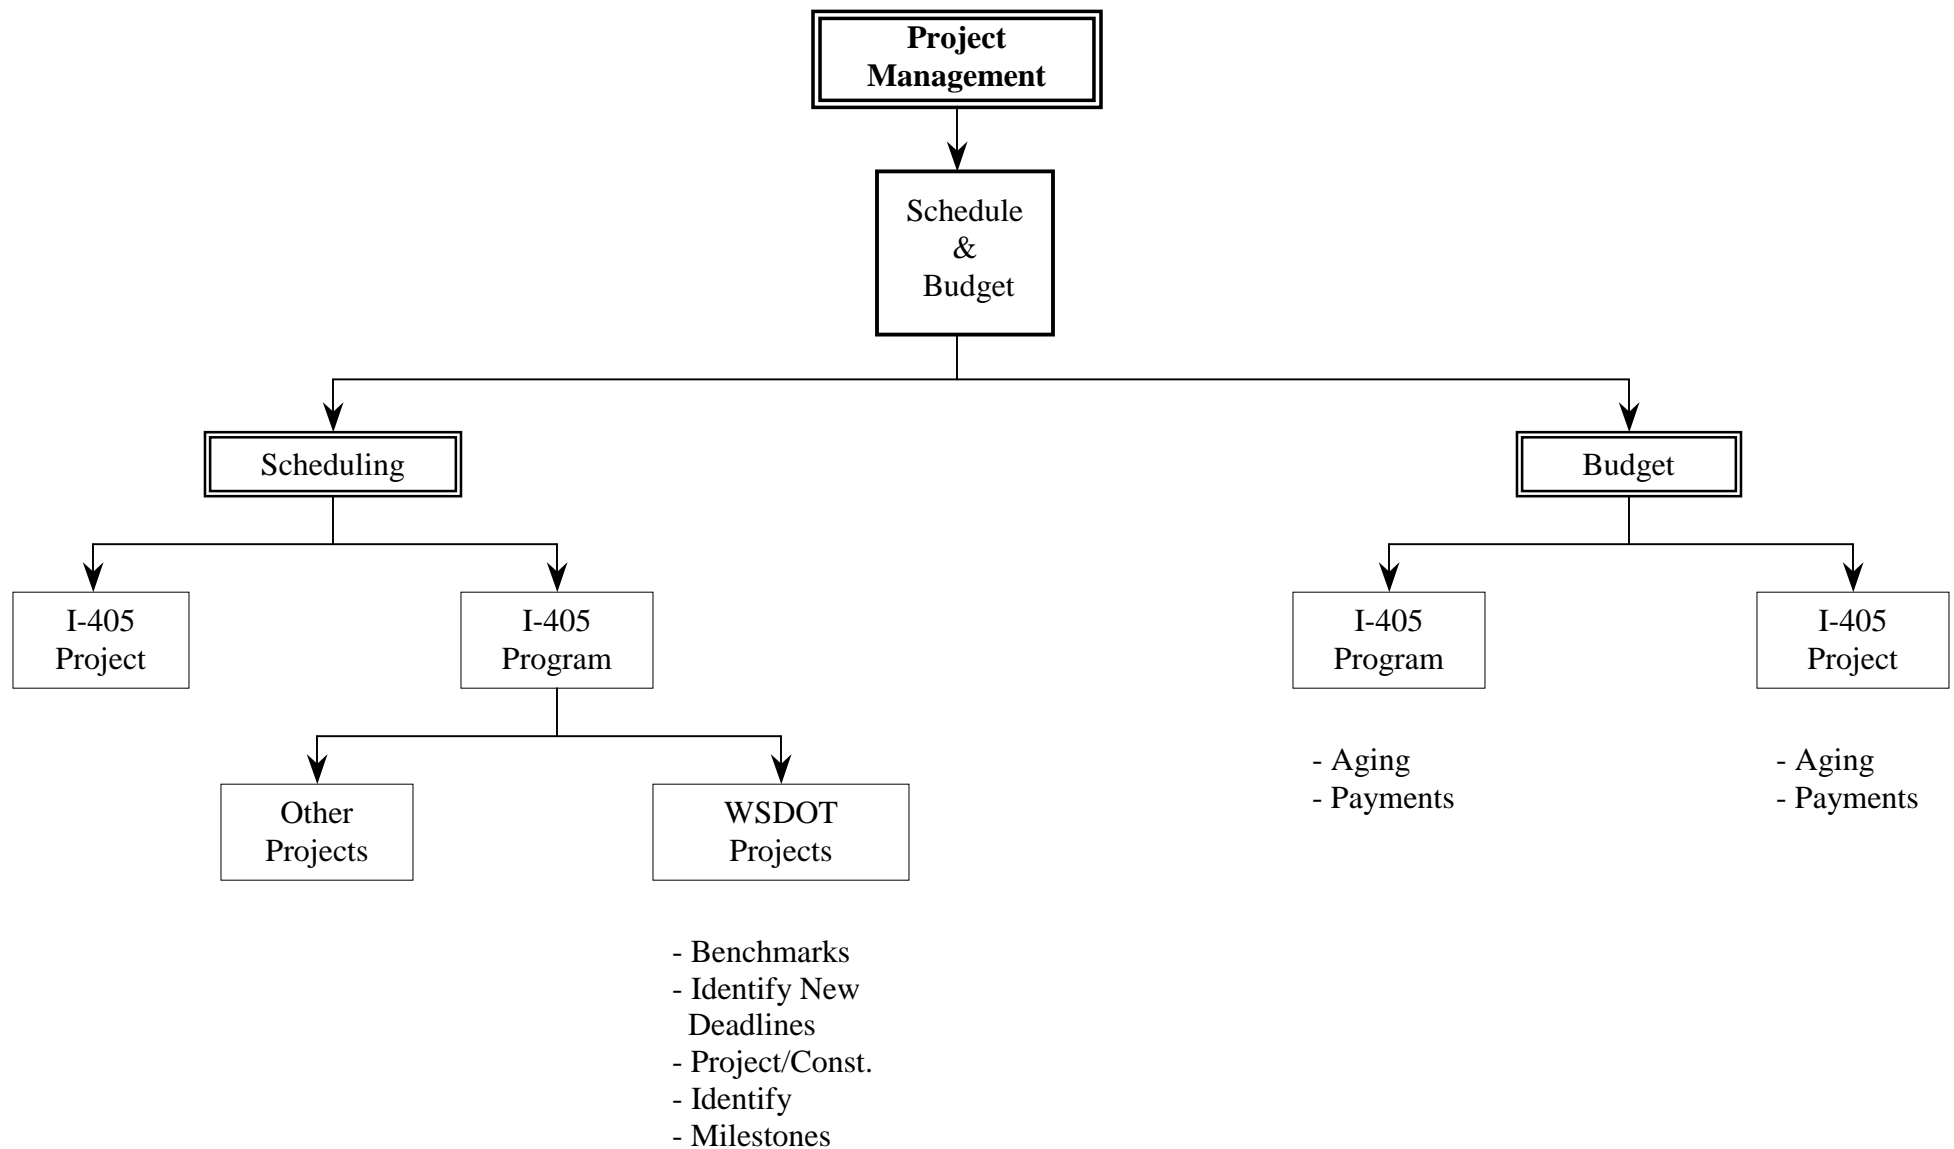 Project
Management
Schedule
&
Budget
Scheduling
Budget
I-405
Project
I-405
Program
I-405
Program
I-405
Project
- Aging
- Payments
- Aging
- Payments
Other
Projects
WSDOT
Projects
- Benchmarks
- Identify New
Deadlines
- Project/Const.
- Identify
- Milestones